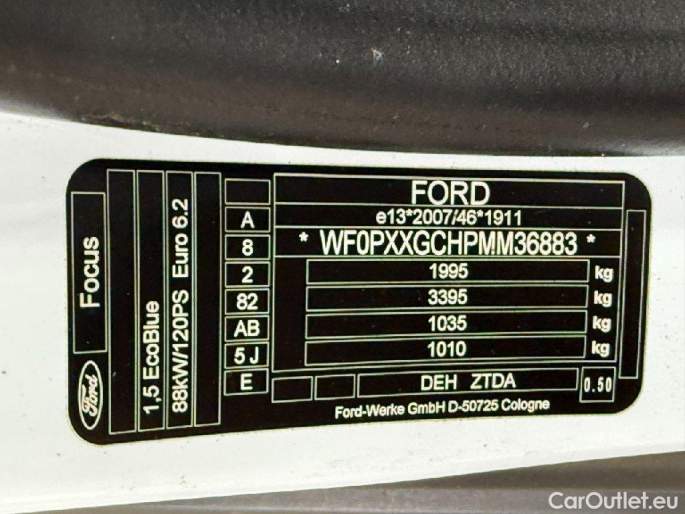 FORD
e13*2007/46*1911
* WF0PXXGCHPMM36883 *
1995 kg
3395 kg
1035 kg
1010 kg
DEH ZTDA
0.50
Ford-Werke GmbH D-50725 Cologne
A
8
2
82
AB
5 J
E
Focus
Ford
1,5 EcoBlue
88kW/120PS Euro 6.2
CarOutlet.eu